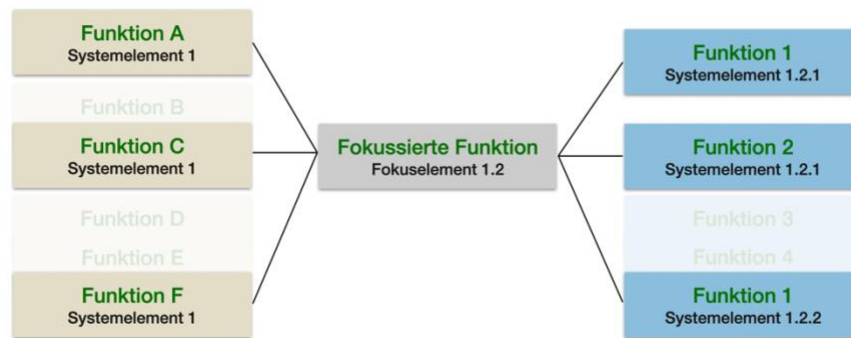 Funktion A
Systemelement 1
Funktion B
Funktion C
Systemelement 1
Funktion D
Funktion E
Funktion F
Systemelement 1
Fokussierte Funktion
Fokuselement 1.2
Funktion 1
Systemelement 1.2.1
Funktion 2
Systemelement 1.2.1
Funktion 3
Funktion 4
Funktion 1
Systemelement 1.2.2